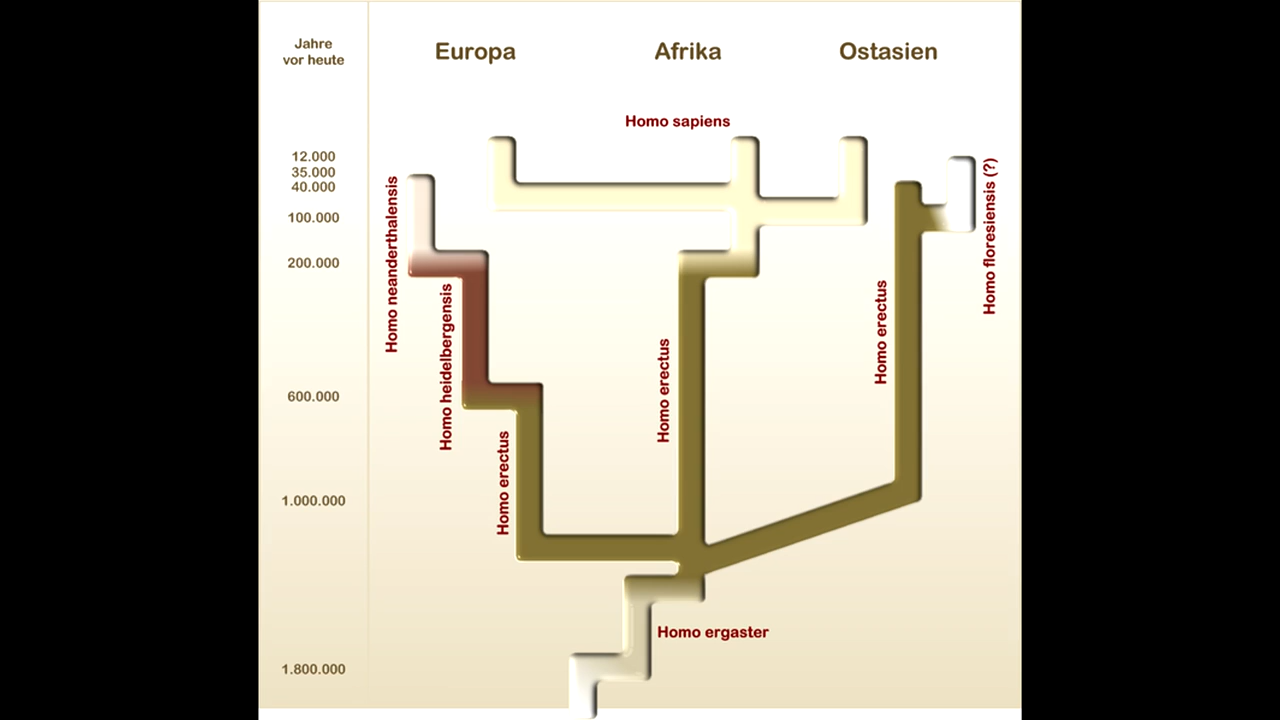 Jahre
vor heute
Europa
Afrika
Ostasien
Homo sapiens
12.000
35.000
40.000
100.000
200.000
600.000
1.000.000
1.800.000
Homo neanderthalensis
Homo heidelbergensis
Homo erectus
Homo erectus
Homo erectus
Homo floresiensis (?)
Homo ergaster